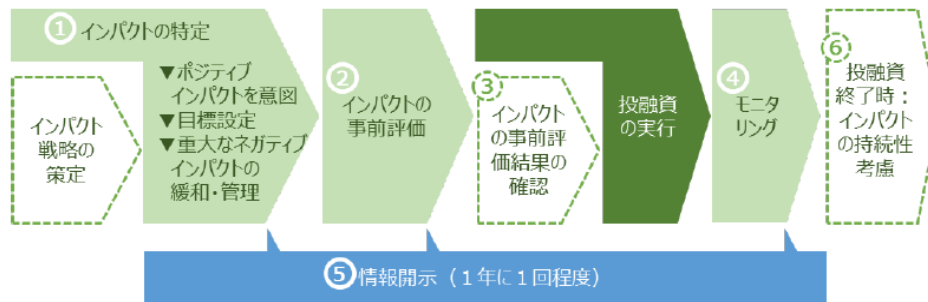 ①インパクトの特定
インパクト
戦略の
策定
▼ポジティブ
インパクトを意図
▼目標設定
▼重大なネガティブ
インパクトの
緩和・管理
②
インパクトの
事前評価
③
インパクト
の事前評
価結果の
確認
投融資
の実行
④
モニタ
リング
⑥
投融資
終了時：
インパクト
の持続性
考慮
⑤情報開示（１年に１回程度）